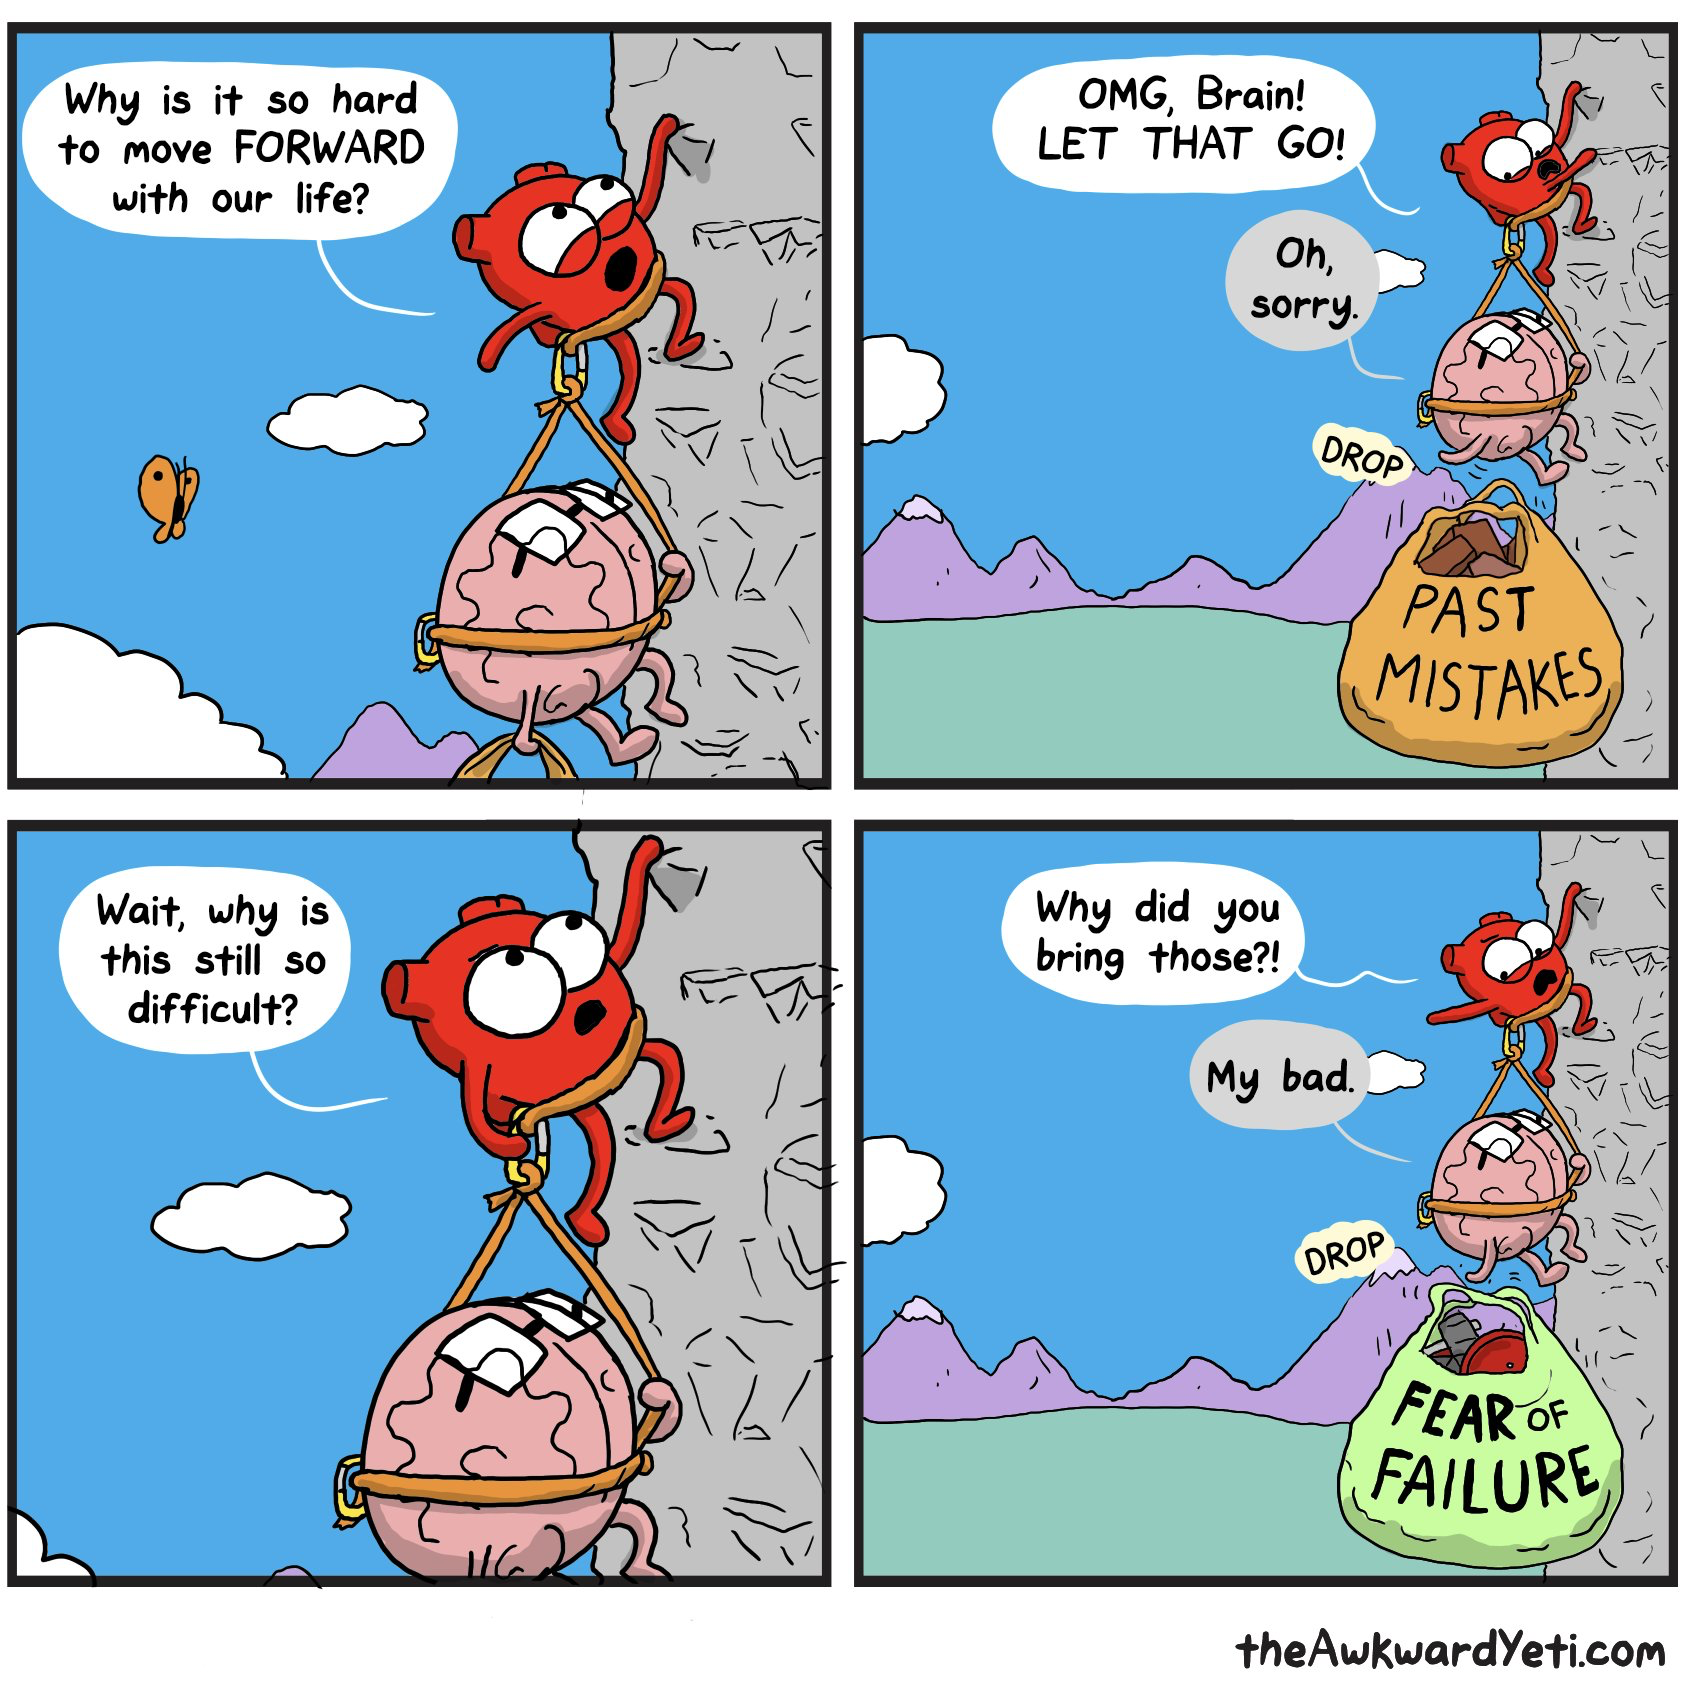 Why is it so hard
to move FORWARD
with our life?
OMG, Brain!
LET THAT GO!
Oh,
sorry.
DROP
PAST
MISTAKES
Wait, why is
this still so
difficult?
Why did you
bring those?!
My bad.
DROP
FEAR OF
FAILURE
theAwkwardYeti.com